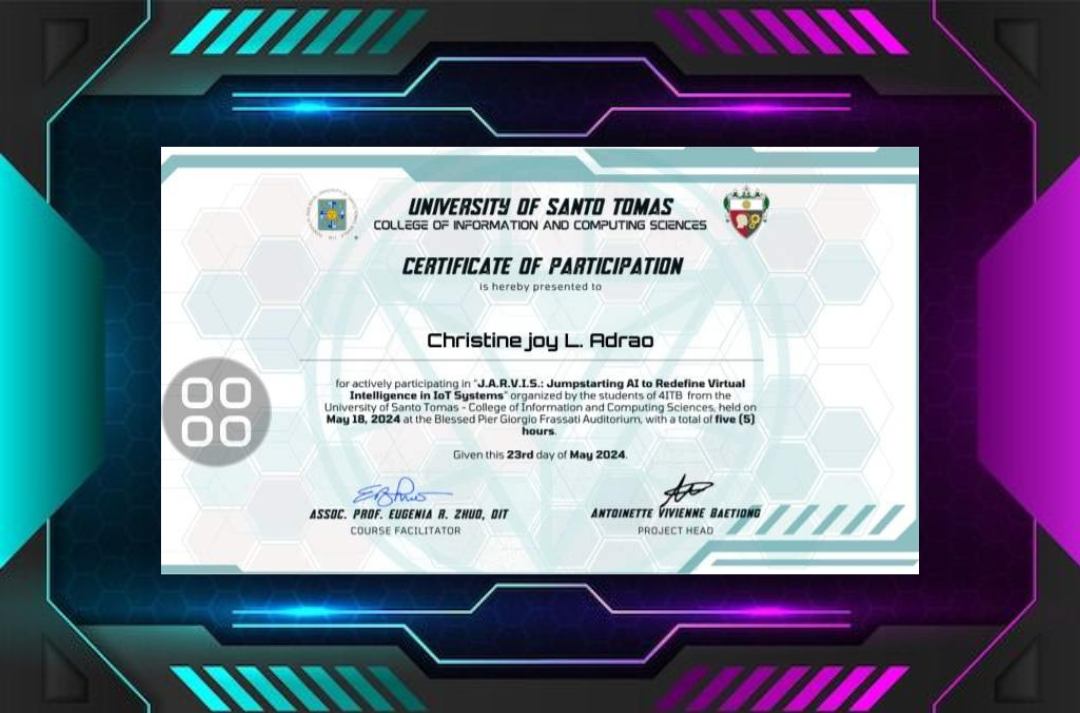 UNIVERSITY OF SANTO TOMAS
COLLEGE OF INFORMATION AND COMPUTING SCIENCES
CERTIFICATE OF PARTICIPATION
is hereby presented to
Christine joy L. Adrao
for actively participating in "J.A.R.V.I.S.: Jumpstarting AI to Redefine Virtual
Intelligence in IoT Systems" organized by the students of 4ITB from the
University of Santo Tomas - College of Information and Computing Sciences, held on
May 18, 2024 at the Blessed Pier Giorgio Frassati Auditorium, with a total of five (5)
hours.
Given this 23rd day of May 2024.
ASSOC. PROF. EUGENIA R. ZHUO, DIT
COURSE FACILITATOR
ANTOINETTE VIVIENNE BAETIONG
PROJECT HEAD